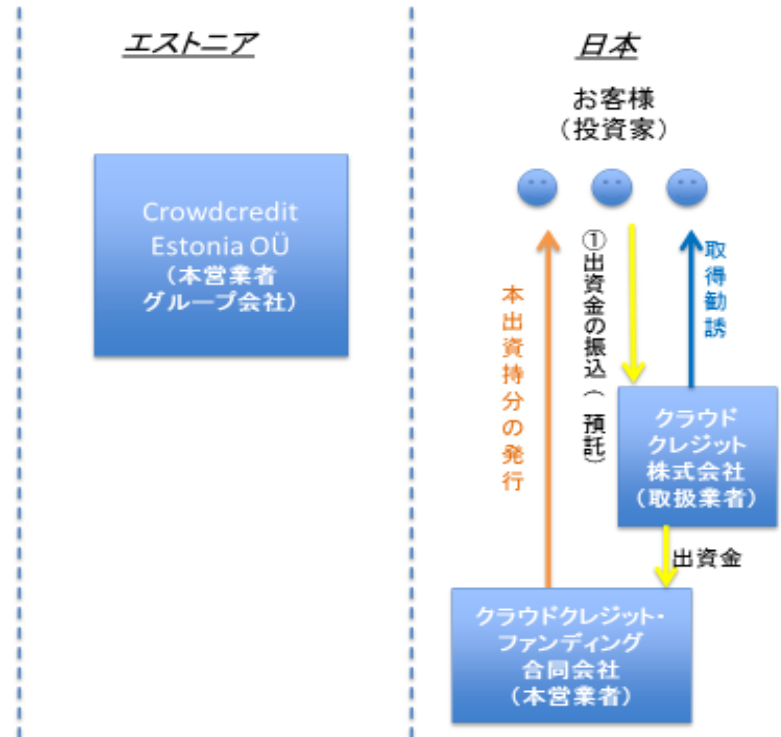 エストニア
日本
お客様
（投資家）
Crowdcredit
Estonia OÜ
（本営業者
グループ会社）
本出資持分の発行
①出資金の振込（預託）
取得勧誘
クラウド
クレジット
株式会社
（取扱業者）
出資金
クラウドクレジット・
ファンディング
合同会社
（本営業者）